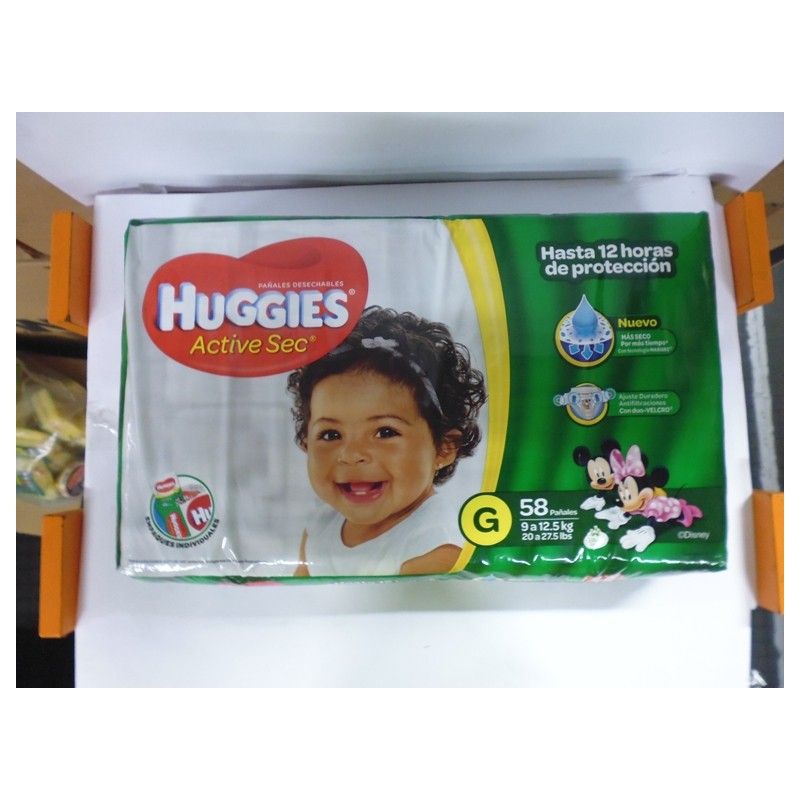 PAÑALES DESECHABLES
HUGGIES®
Active Sec®
Hasta 12 horas
de protección
Nuevo
MÁS SECO
Por más tiempo*
Ajuste Duradero
Antifiltraciones
Con duo-VELCRO®
G
58 Pañales
9 a 12.5 kg
20 a 27.5 lbs
©Disney
Huggies
EMPAQUES INDIVIDUALES